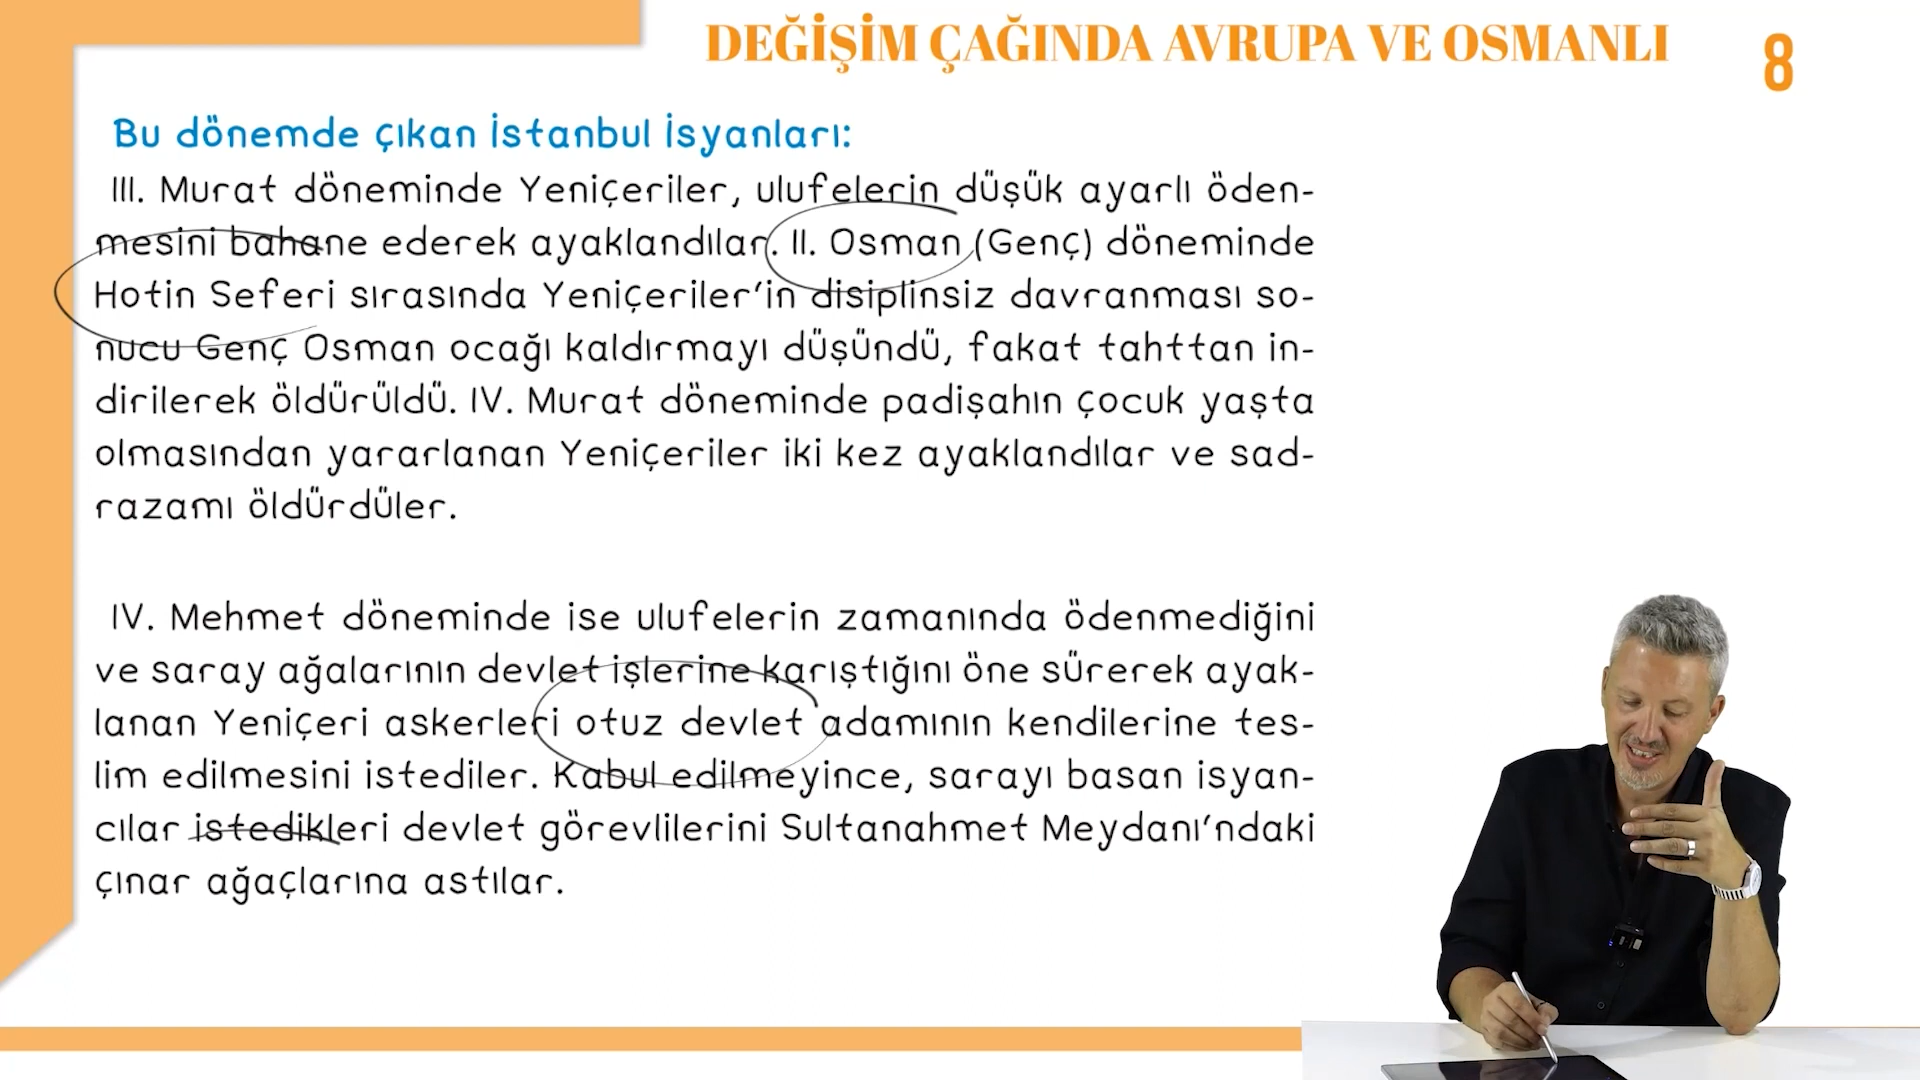 DEĞİŞİM ÇAĞINDA AVRUPA VE OSMANLI
8
Bu dönemde çıkan İstanbul İsyanları:
III. Murat döneminde Yeniçeriler, ulufelerin düşük ayarlı öden-
mesini bahane ederek ayaklandılar. II. Osman (Genç) döneminde
Hotin Seferi sırasında Yeniçeriler'in disiplinsiz davranması so-
nucu Genç Osman ocağı kaldırmayı düşündü, fakat tahttan in-
dirilerek öldürüldü. IV. Murat döneminde padişahın çocuk yaşta
olmasından yararlanan Yeniçeriler iki kez ayaklandılar ve sad-
razamı öldürdüler.
IV. Mehmet döneminde ise ulufelerin zamanında ödenmediğini
ve saray ağalarının devlet işlerine karıştığını öne sürerek ayak-
lanan Yeniçeri askerleri otuz devlet adamının kendilerine tes-
lim edilmesini istediler. Kabul edilmeyince, sarayı basan isyan-
cılar istedikleri devlet görevlilerini Sultanahmet Meydanı'ndaki
çınar ağaçlarına astılar.